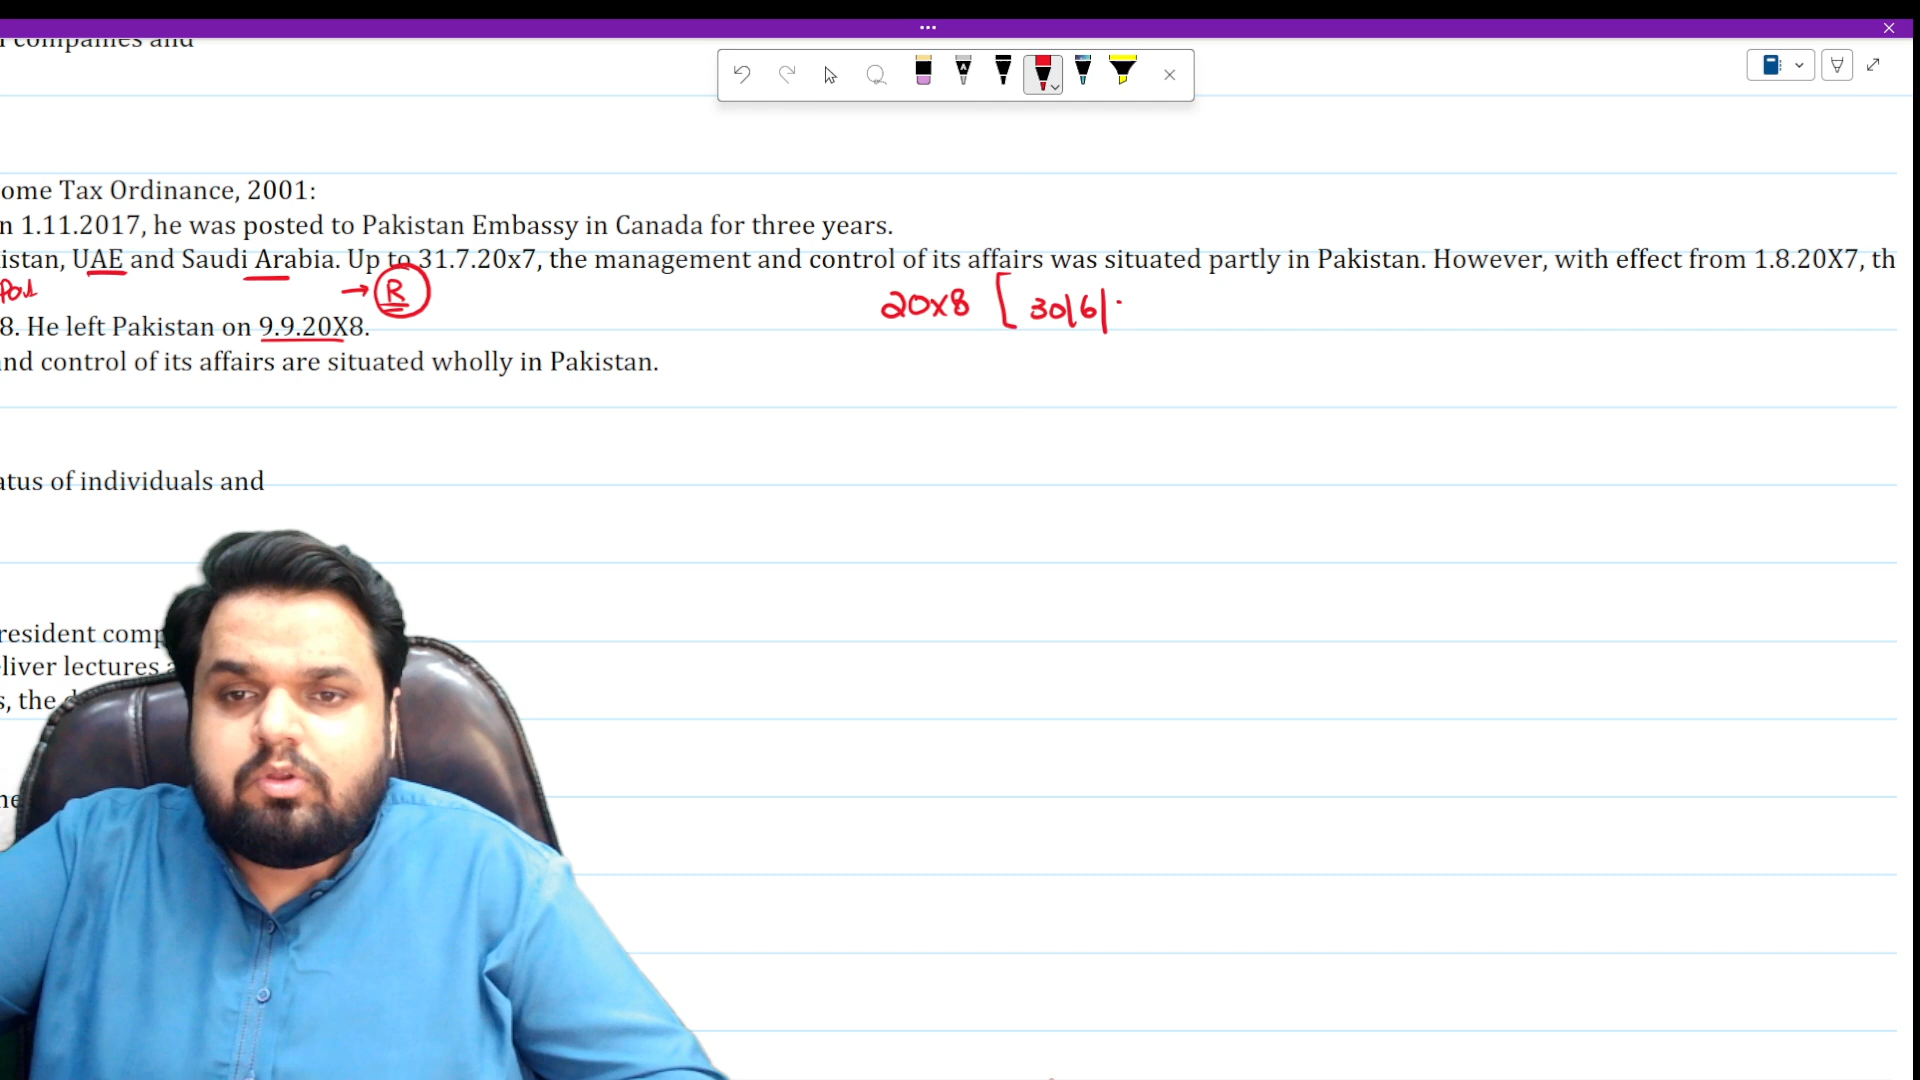 companies and
ome Tax Ordinance, 2001:
n 1.11.2017, he was posted to Pakistan Embassy in Canada for three years.
istan, UAE and Saudi Arabia. Up to 31.7.20x7, the management and control of its affairs was situated partly in Pakistan. However, with effect from 1.8.20X7, th
→ R
20x8 [ 30/6/
8. He left Pakistan on 9.9.20X8.
nd control of its affairs are situated wholly in Pakistan.
atus of individuals and
resident comp
eliver lectures
s, the
ne